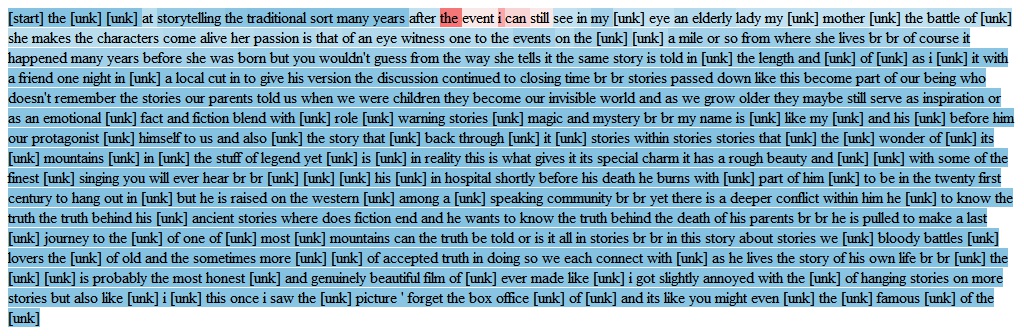 [start] the [unk] [unk] at storytelling the traditional sort many years after the event i can still see in my [unk] eye an elderly lady my [unk] mother [unk] the battle of [unk]
she makes the characters come alive her passion is that of an eye witness one to the events on the [unk] [unk] a mile or so from where she lives br br of course it
happened many years before she was born but you wouldn't guess from the way she tells it the same story is told in [unk] the length and [unk] of [unk] as i [unk] it with
a friend one night in [unk] a local cut in to give his version the discussion continued to closing time br br stories passed down like this become part of our being who
doesn't remember the stories our parents told us when we were children they become our invisible world and as we grow older they maybe still serve as inspiration or
as an emotional [unk] fact and fiction blend with [unk] role [unk] warning stories [unk] magic and mystery br br my name is [unk] like my [unk] and his [unk] before him
our protagonist [unk] himself to us and also [unk] the story that [unk] back through [unk] it [unk] stories within stories stories that [unk] the [unk] wonder of [unk] its
[unk] mountains [unk] in [unk] the stuff of legend yet [unk] is [unk] in reality this is what gives it its special charm it has a rough beauty and [unk] [unk] with some of the
finest [unk] singing you will ever hear br br [unk] [unk] [unk] his [unk] in hospital shortly before his death he burns with [unk] part of him [unk] to be in the twenty first
century to hang out in [unk] but he is raised on the western [unk] among a [unk] speaking community br br yet there is a deeper conflict within him he [unk] to know the
truth the truth behind his [unk] ancient stories where does fiction end and he wants to know the truth behind the death of his parents br br he is pulled to make a last
[unk] journey to the [unk] of one of [unk] most [unk] mountains can the truth be told or is it all in stories br br in this story about stories we [unk] bloody battles [unk]
lovers the [unk] of old and the sometimes more [unk] [unk] of accepted truth in doing so we each connect with [unk] as he lives the story of his own life br br [unk] the
[unk] [unk] is probably the most honest [unk] and genuinely beautiful film of [unk] ever made like [unk] i got slightly annoyed with the [unk] of hanging stories on more
stories but also like [unk] i [unk] this once i saw the [unk] picture ' forget the box office [unk] of [unk] and its like you might even [unk] the [unk] famous [unk] of the
[unk]